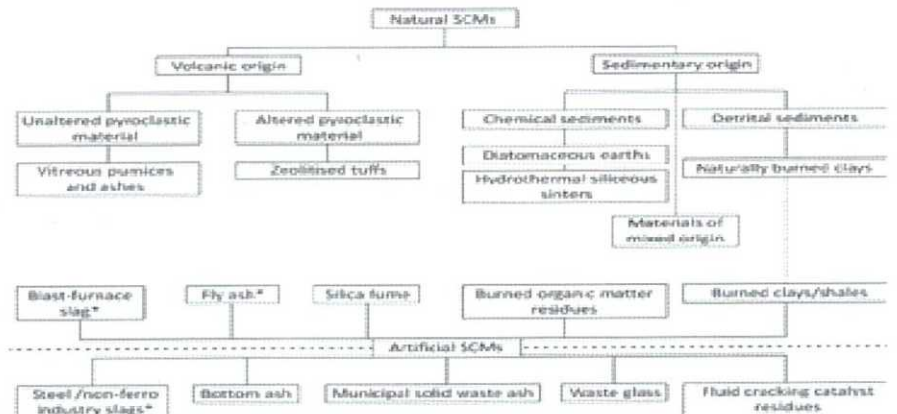 Natural SCMs
Volcanic origin
Sedimentary origin
Unaltered pyroclastic
material
Altered pyroclastic
material
Chemical sediments
Detrital sediments
Vitreous pumices
and ashes
Zeolitised tuffs
Diatomaceous earths
Hydrothermal siliceous
sinters
Naturally burned clays
Materials of
mixed origin
Blast-furnace
slag*
Fly ash*
Silica fume
Burned organic matter
residues
Burned clays/shales
Artificial SCMs
Steel /non-ferro
industry slags*
Bottom ash
Municipal solid waste ash
Waste glass
Fluid cracking catalyst
residues